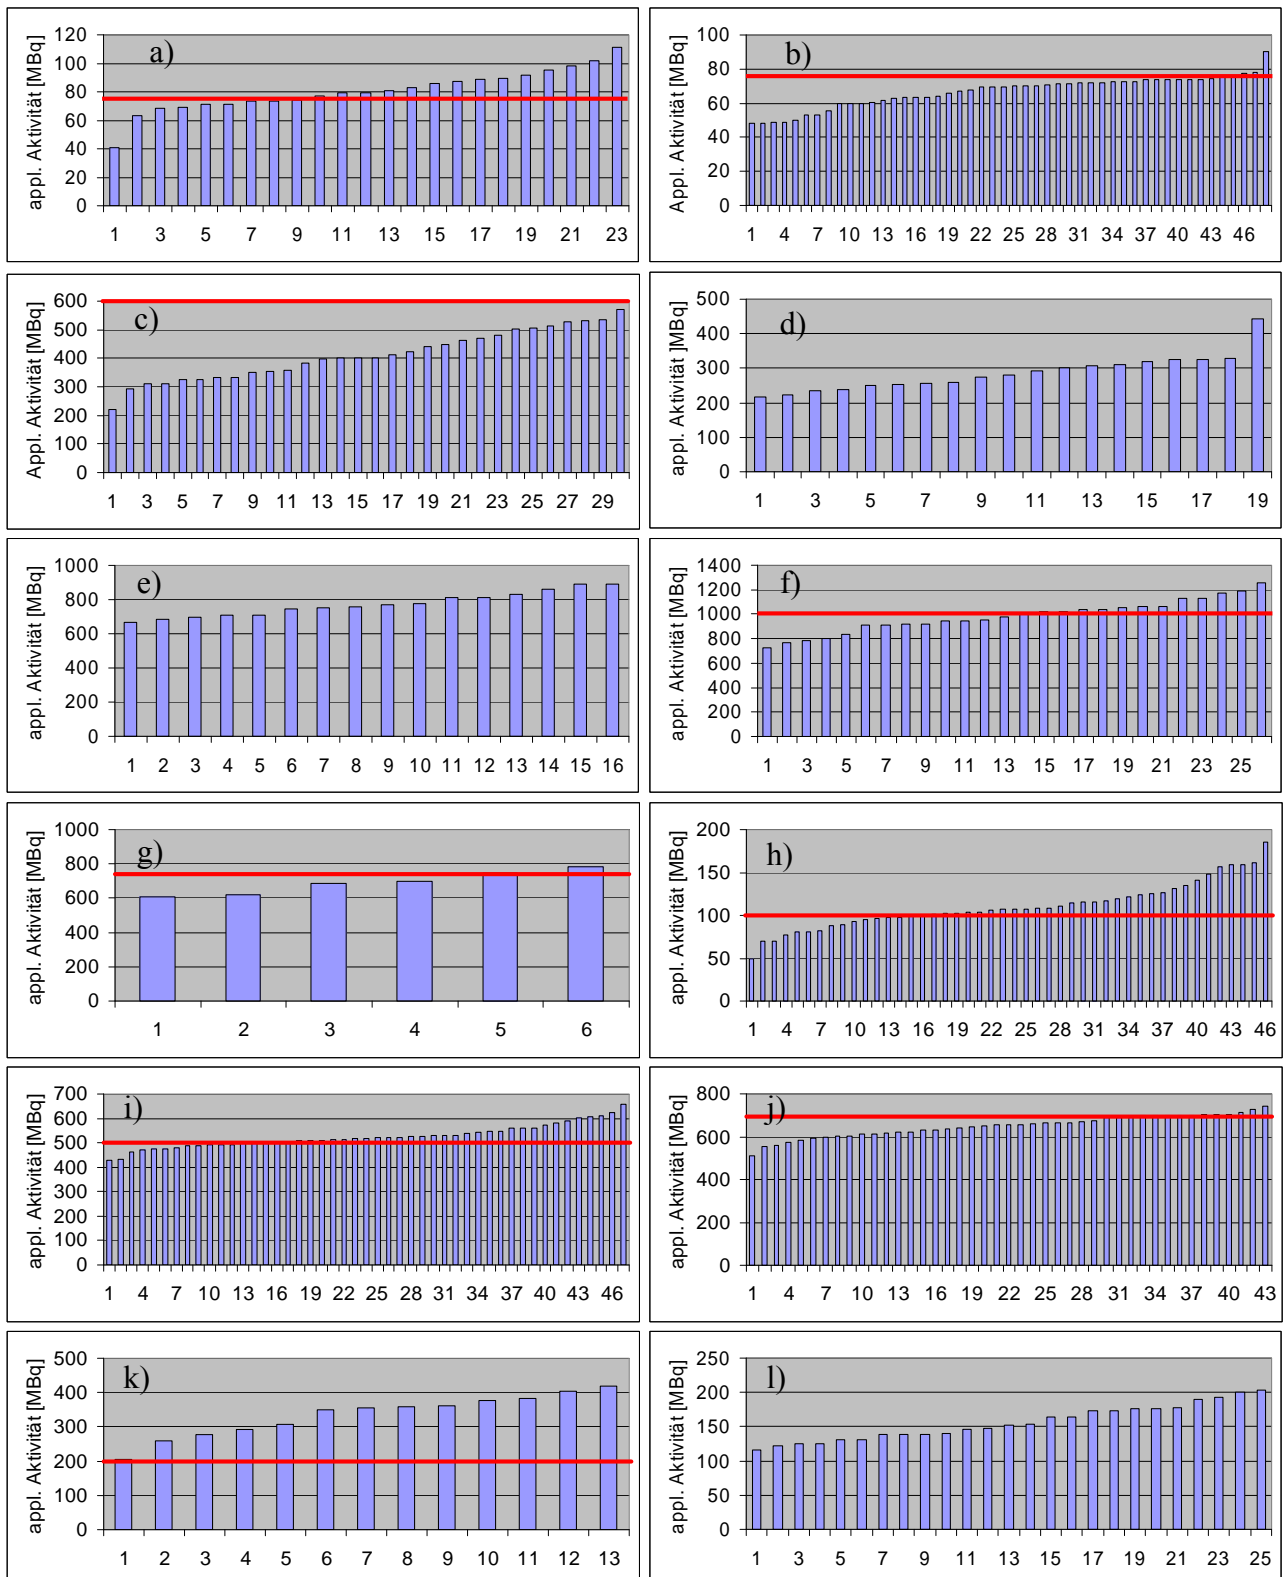 a)
appl. Aktivität [MBq]
120
100
80
60
40
20
0
1 3 5 7 9 11 13 15 17 19 21 23
b)
Appl. Aktivität [MBq]
100
80
60
40
20
0
1 4 7 10 13 16 19 22 25 28 31 34 37 40 43 46
c)
Appl. Aktivität [MBq]
600
500
400
300
200
100
0
1 3 5 7 9 11 13 15 17 19 21 23 25 27 29
d)
appl. Aktivität ]MBq]
500
400
300
200
100
0
1 3 5 7 9 11 13 15 17 19
e)
appl. Aktivität [MBq]
1000
800
600
400
200
0
1 2 3 4 5 6 7 8 9 10 11 12 13 14 15 16
f)
appl. Aktivität [MBq]
1400
1200
1000
800
600
400
200
0
1 3 5 7 9 11 13 15 17 19 21 23 25
g)
appl. Aktivität [MBq]
1000
800
600
400
200
0
1 2 3 4 5 6
h)
appl. Aktivität [MBq]
200
150
100
50
0
1 4 7 10 13 16 19 22 25 28 31 34 37 40 43 46
i)
appl. Aktivität [MBq]
700
600
500
400
300
200
100
0
1 4 7 10 13 16 19 22 25 28 31 34 37 40 43 46
j)
appl. Aktivität [MBq]
800
600
400
200
0
1 4 7 10 13 16 19 22 25 28 31 34 37 40 43
k)
appl. Aktivität [MBq]
500
400
300
200
100
0
1 2 3 4 5 6 7 8 9 10 11 12 13
l)
appl. Aktivität [MBq]
250
200
150
100
50
0
1 3 5 7 9 11 13 15 17 19 21 23 25